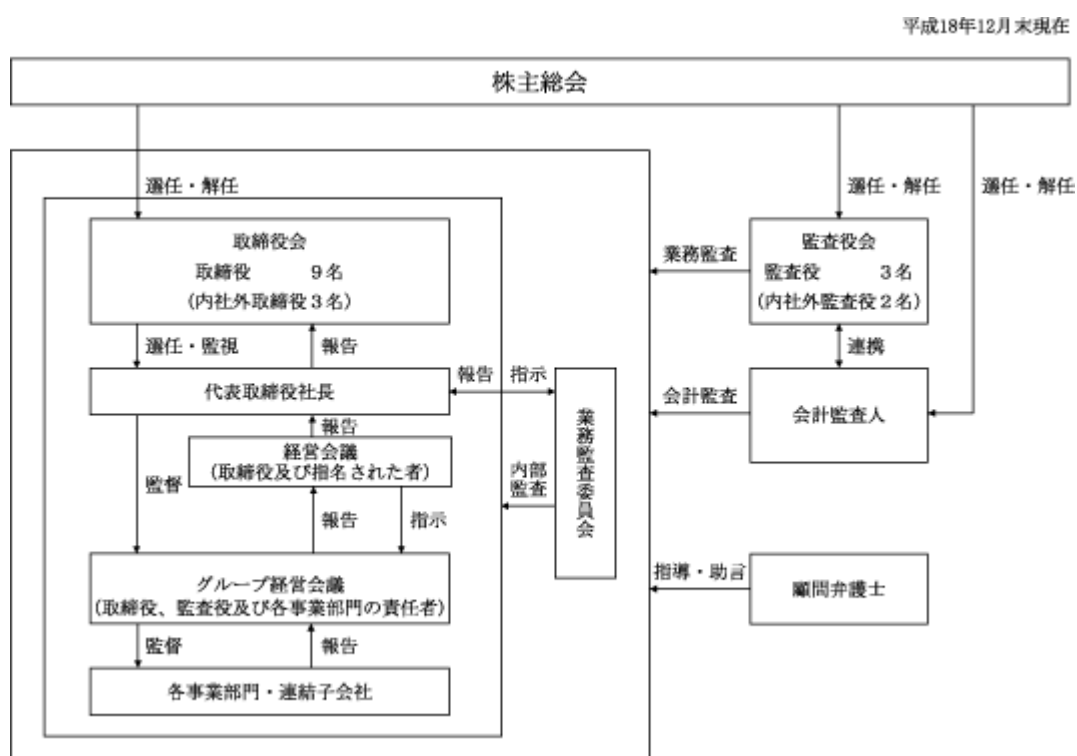 平成18年12月末現在
株主総会
選任・解任
選任・解任
選任・解任
取締役会
取締役 9名
(内社外取締役3名)
業務監査
監査役会
監査役 3名
(内社外監査役2名)
選任・監視
報告
連携
代表取締役社長
報告
指示
会計監査
会計監査人
報告
経営会議
(取締役及び指名された者)
業務監査委員会
監督
内部
監査
報告
指示
グループ経営会議
(取締役、監査役及び各事業部門の責任者)
指導・助言
顧問弁護士
監督
報告
各事業部門・連結子会社